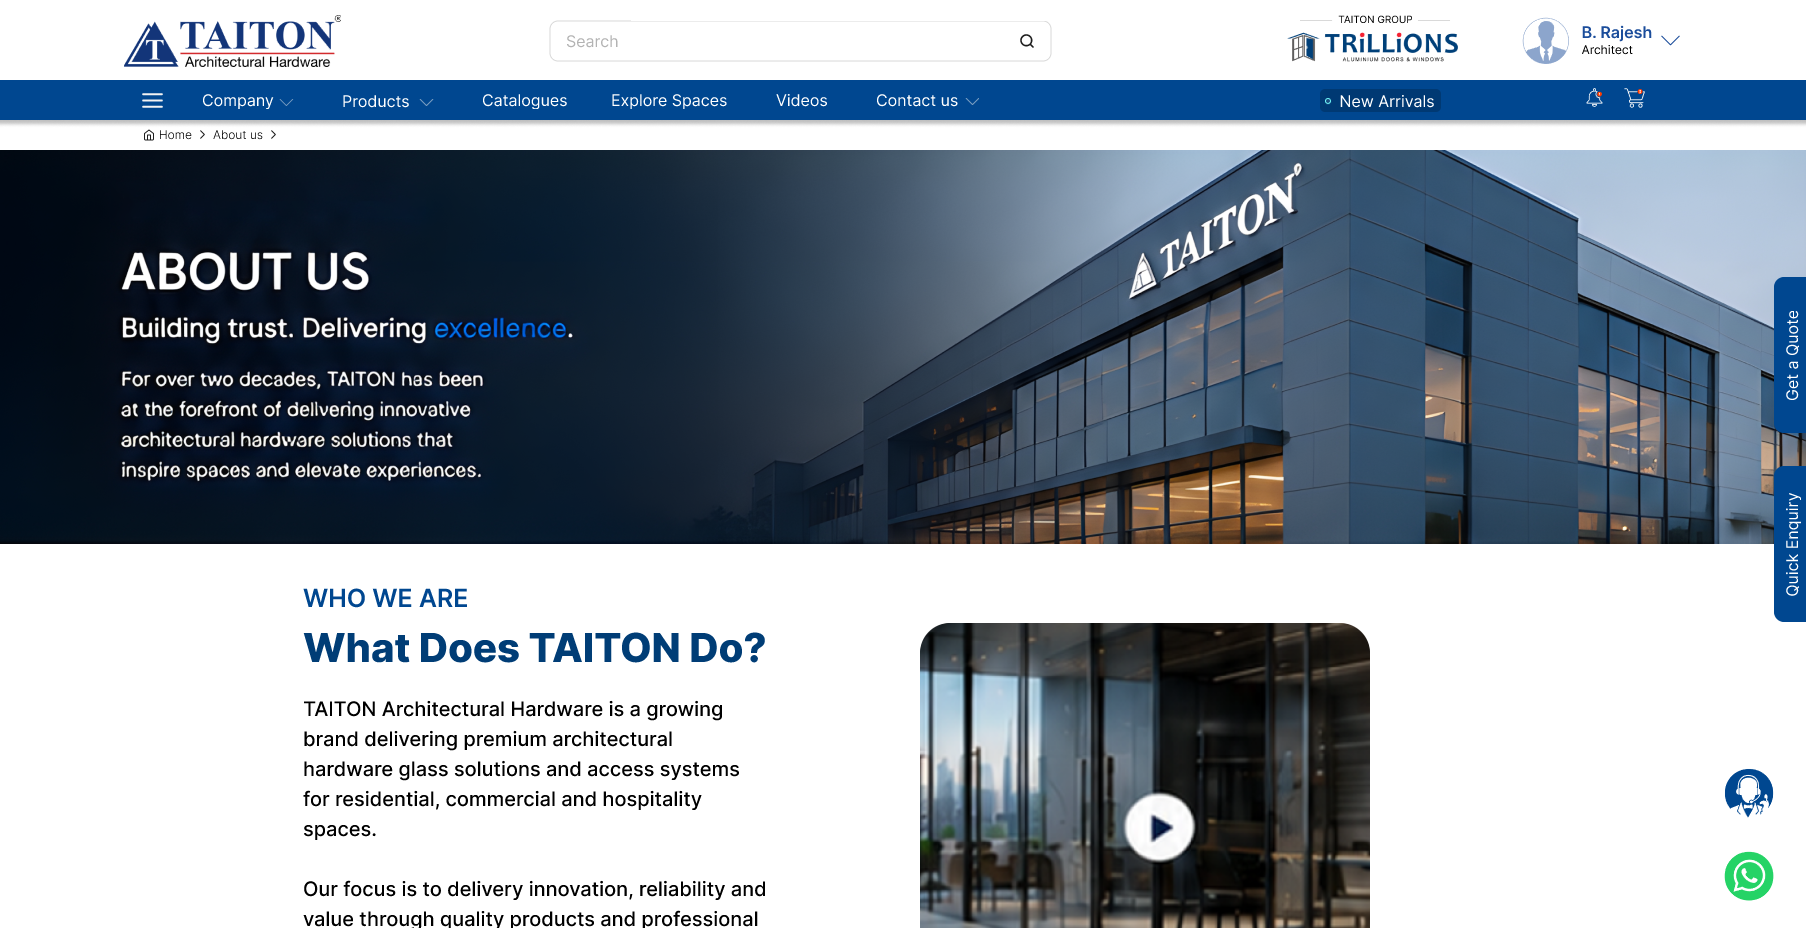 TAITON®
Architectural Hardware
Search
TAITON GROUP
TRiLLIONS
ALUMINIUM DOORS & WINDOWS
B. Rajesh
Architect
Company
Products
Catalogues
Explore Spaces
Videos
Contact us
New Arrivals
Home > About us >
TAITON
ABOUT US
Building trust. Delivering excellence.
For over two decades, TAITON has been
at the forefront of delivering innovative
architectural hardware solutions that
inspire spaces and elevate experiences.
Get a Quote
Quick Enquiry
WHO WE ARE
What Does TAITON Do?
TAITON Architectural Hardware is a growing
brand delivering premium architectural
hardware glass solutions and access systems
for residential, commercial and hospitality
spaces.
Our focus is to delivery innovation, reliability and
value through quality products and professional